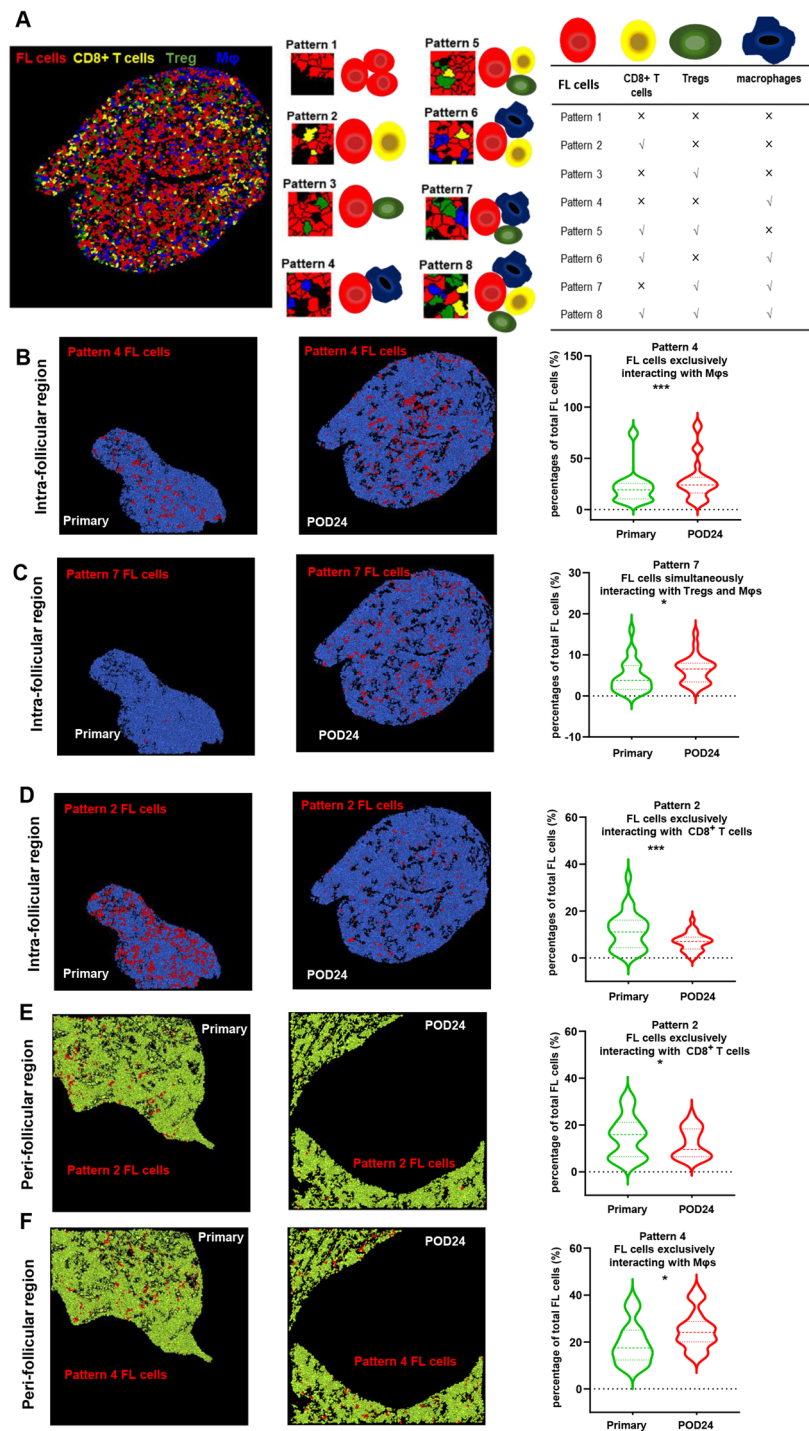 A
FL cells CD8+ T cells Treg Mφ
Pattern 1
Pattern 2
Pattern 3
Pattern 4
Pattern 5
Pattern 6
Pattern 7
Pattern 8
FL cells CD8+ T cells Tregs macrophages
Pattern 1 × × ×
Pattern 2 √ × ×
Pattern 3 × √ ×
Pattern 4 × × √
Pattern 5 √ √ ×
Pattern 6 √ × √
Pattern 7 × √ √
Pattern 8 √ √ √
B
Intra-follicular region
Pattern 4 FL cells
Primary
Pattern 4 FL cells
POD24
Pattern 4
FL cells exclusively
interacting with Mφs
***
percentages of total FL cells (%)
150
100
50
0
Primary POD24
C
Intra-follicular region
Pattern 7 FL cells
Primary
Pattern 7 FL cells
POD24
Pattern 7
FL cells simultaneously
interacting with Tregs and Mφs
*
percentages of total FL cells (%)
30
20
10
0
-10
Primary POD24
D
Intra-follicular region
Pattern 2 FL cells
Primary
Pattern 2 FL cells
POD24
Pattern 2
FL cells exclusively
interacting with CD8+ T cells
***
percentages of total FL cells (%)
60
40
20
0
Primary POD24
E
Peri-follicular region
Primary
Pattern 2 FL cells
POD24
Pattern 2 FL cells
Pattern 2
FL cells exclusively
interacting with CD8+ T cells
*
percentage of total FL cells (%)
60
40
20
0
Primary POD24
F
Peri-follicular region
Primary
Pattern 4 FL cells
POD24
Pattern 4 FL cells
Pattern 4
FL cells exclusively
interacting with Mφs
*
percentage of total FL cells (%)
60
40
20
0
Primary POD24